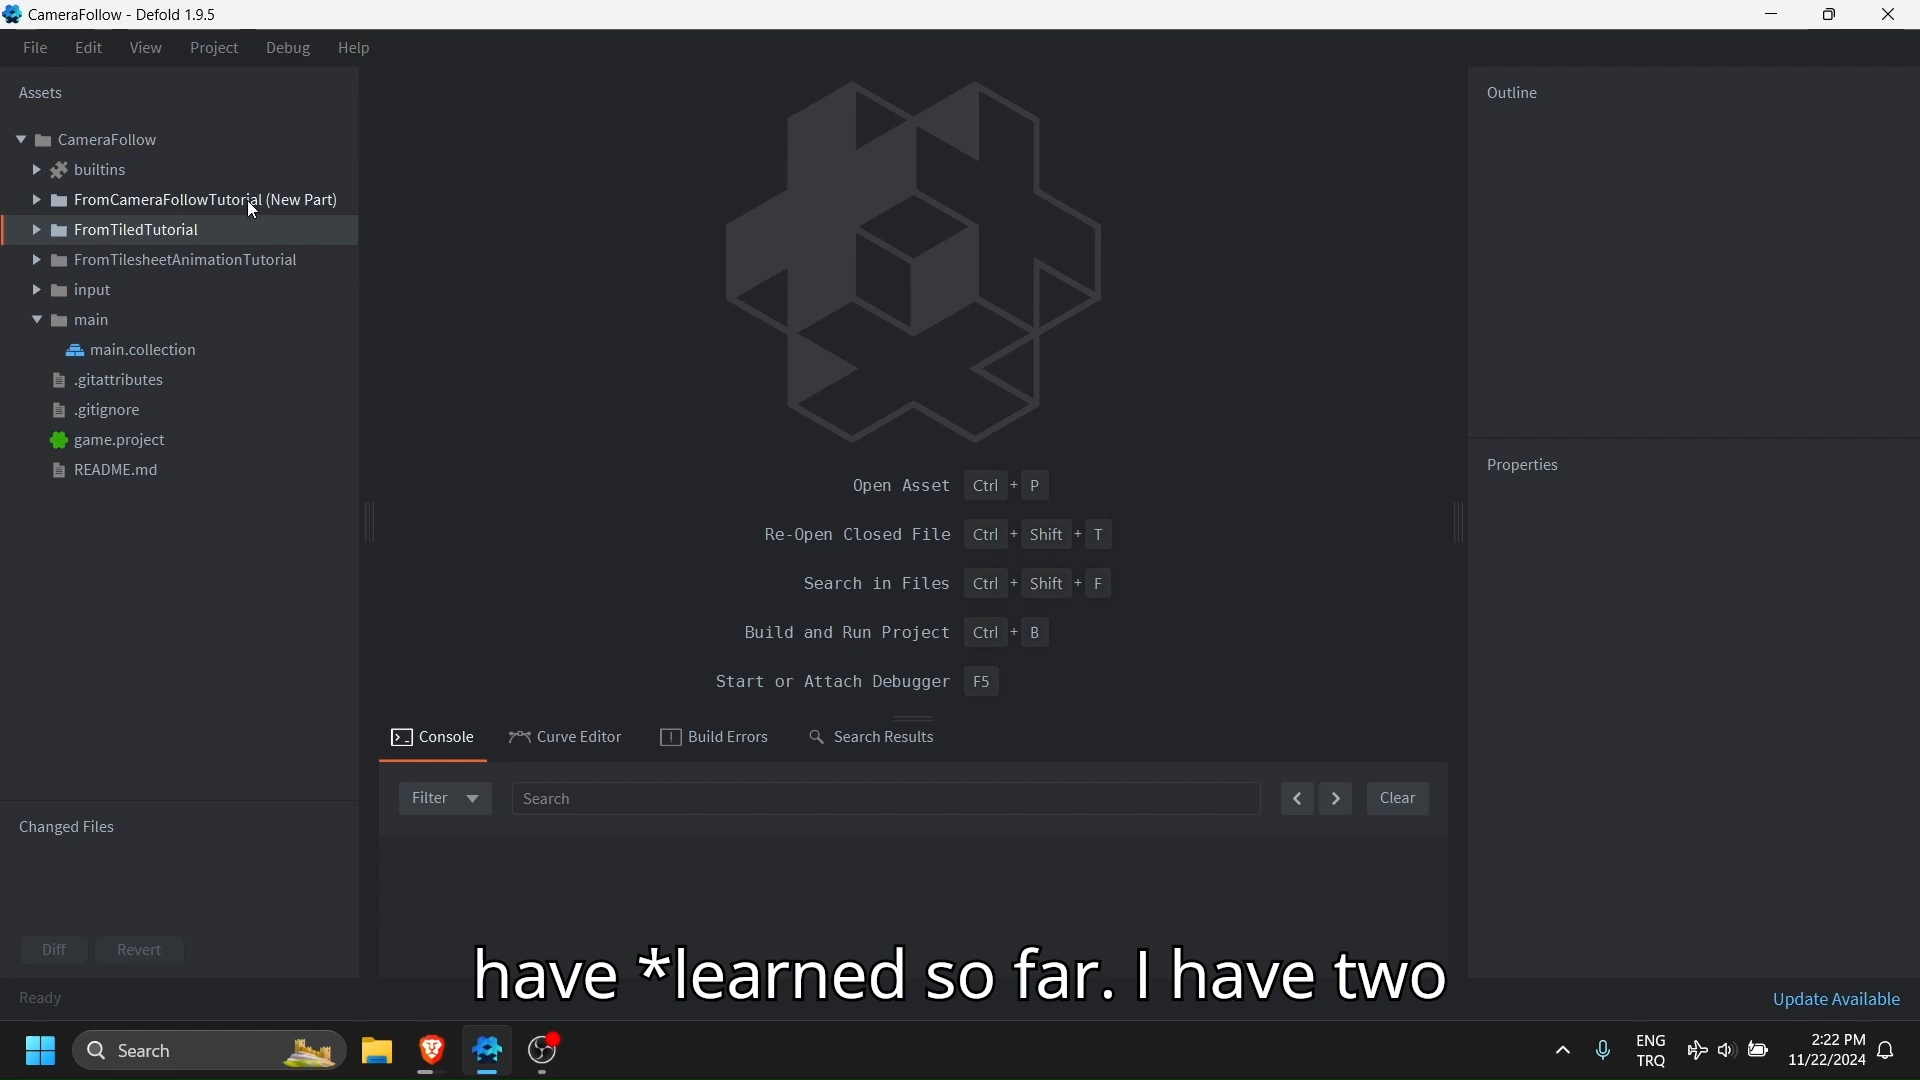 CameraFollow - Defold 1.9.5
File Edit View Project Debug Help
Assets
CameraFollow
builtins
FromCameraFollowTutorial (New Part)
FromTiledTutorial
FromTilesheetAnimationTutorial
input
main
main.collection
.gitattributes
.gitignore
game.project
README.md
Changed Files
Diff Revert
Ready
Open Asset Ctrl + P
Re-Open Closed File Ctrl + Shift + T
Search in Files Ctrl + Shift + F
Build and Run Project Ctrl + B
Start or Attach Debugger F5
Console Curve Editor Build Errors Search Results
Filter Search Clear
Outline
Properties
have *learned so far. I have two
Update Available
Search
ENG
TRQ
2:22 PM
11/22/2024